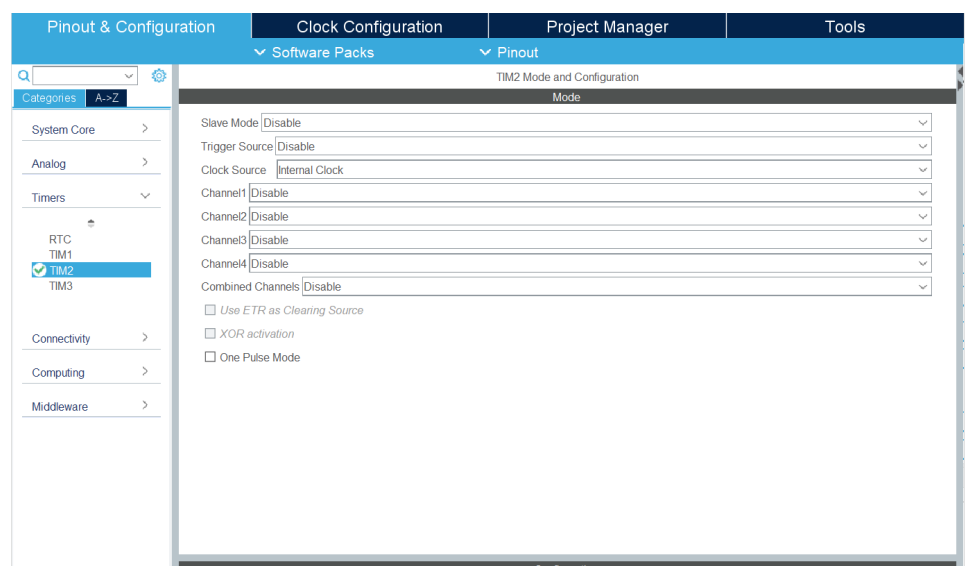 Pinout & Configuration
Clock Configuration
Project Manager
Tools
Software Packs
Pinout
Categories
A->Z
System Core
Analog
Timers
RTC
TIM1
TIM2
TIM3
Connectivity
Computing
Middleware
TIM2 Mode and Configuration
Mode
Slave Mode Disable
Trigger Source Disable
Clock Source Internal Clock
Channel1 Disable
Channel2 Disable
Channel3 Disable
Channel4 Disable
Combined Channels Disable
Use ETR as Clearing Source
XOR activation
One Pulse Mode